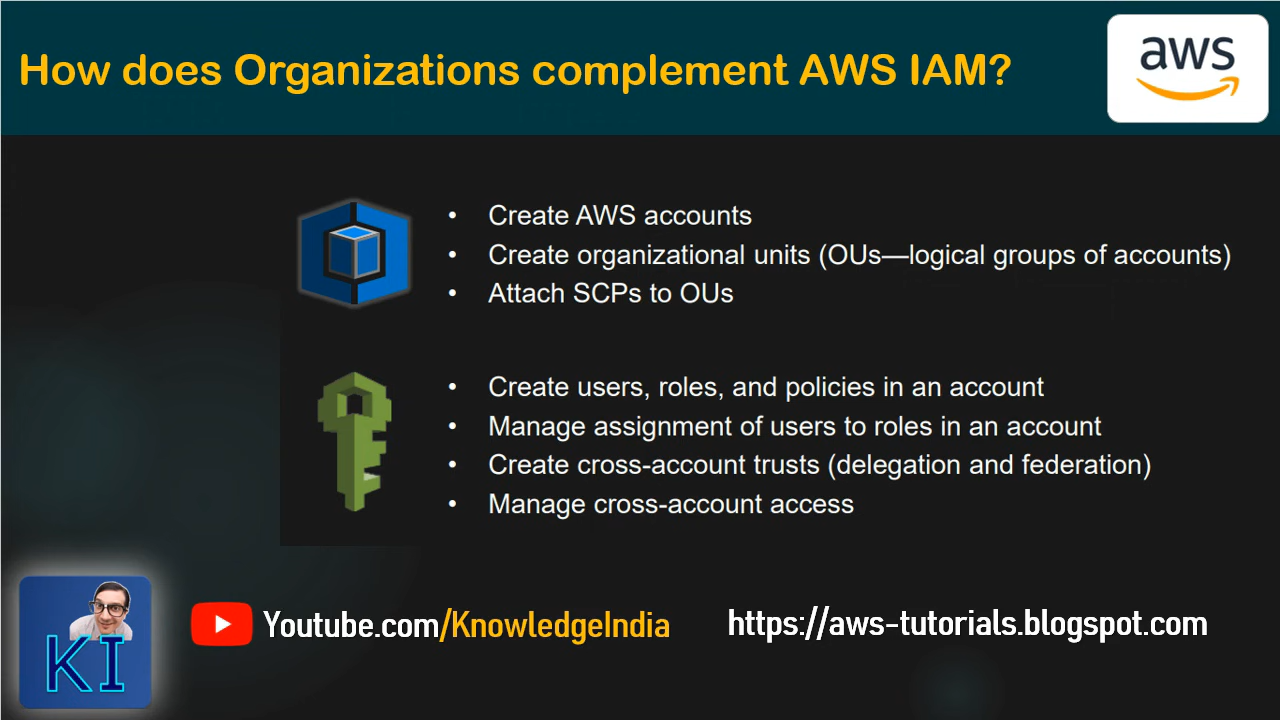 How does Organizations complement AWS IAM?
aws
• Create AWS accounts
• Create organizational units (OUs—logical groups of accounts)
• Attach SCPs to OUs
• Create users, roles, and policies in an account
• Manage assignment of users to roles in an account
• Create cross-account trusts (delegation and federation)
• Manage cross-account access
KI
Youtube.com/KnowledgeIndia
https://aws-tutorials.blogspot.com